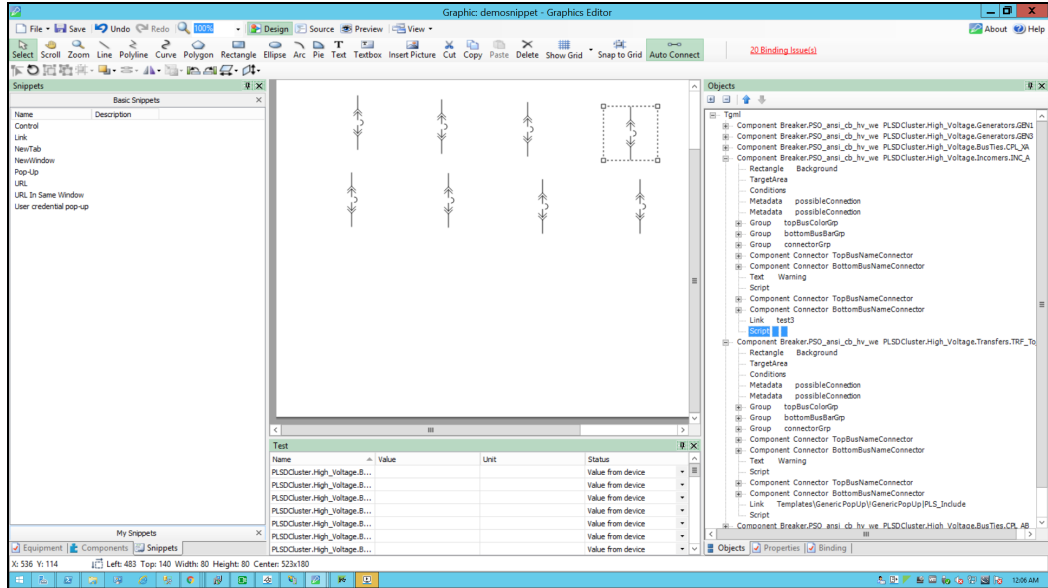 Graphic: demosnippet - Graphics Editor
File Save Undo Redo 100% Design Source Preview View About Help
Select Scroll Zoom Line Polyline Curve Polygon Rectangle Ellipse Arc Pie Text Textbox Insert Picture Cut Copy Paste Delete Show Grid Snap to Grid Auto Connect 20 Binding Issue(s)
Snippets
Basic Snippets
Name Description
Control
Link
NewTab
NewWindow
Pop-Up
URL
URL In Same Window
User credential pop-up
My Snippets
Equipment Components Snippets
Test
Name Value Unit Status
PLSDCluster.High_Voltage.B... Value from device
PLSDCluster.High_Voltage.B... Value from device
PLSDCluster.High_Voltage.B... Value from device
PLSDCluster.High_Voltage.B... Value from device
PLSDCluster.High_Voltage.B... Value from device
PLSDCluster.High_Voltage.B... Value from device
PLSDCluster.High_Voltage.B... Value from device
Objects
Tgml
Component Breaker.PSO_ansi_cb_hv_we PLSDCluster.High_Voltage.Generators.GEN1
Component Breaker.PSO_ansi_cb_hv_we PLSDCluster.High_Voltage.Generators.GEN3
Component Breaker.PSO_ansi_cb_hv_we PLSDCluster.High_Voltage.BusTies.CPL_XA
Component Breaker.PSO_ansi_cb_hv_we PLSDCluster.High_Voltage.Incomers.INC_A
Rectangle Background
TargetArea
Conditions
Metadata possibleConnection
Metadata possibleConnection
Group topBusColorGrp
Group bottomBusBarGrp
Group connectorGrp
Component Connector TopBusNameConnector
Component Connector BottomBusNameConnector
Text Warning
Script
Component Connector TopBusNameConnector
Component Connector BottomBusNameConnector
Link test3
Script
Component Breaker.PSO_ansi_cb_hv_we PLSDCluster.High_Voltage.Transfers.TRF_To
Rectangle Background
TargetArea
Conditions
Metadata possibleConnection
Metadata possibleConnection
Group topBusColorGrp
Group bottomBusBarGrp
Group connectorGrp
Component Connector TopBusNameConnector
Component Connector BottomBusNameConnector
Text Warning
Script
Component Connector TopBusNameConnector
Component Connector BottomBusNameConnector
Link Templates\GenericPopUp\!GenericPopUp|PLS_Include
Script
Component Breaker.PSO_ansi_cb_hv_we PLSDCluster.High_Voltage.BusTies.CPL_AB
Objects Properties Binding
X: 536 Y: 114 Left: 483 Top: 140 Width: 80 Height: 80 Center: 523x180
12:06 AM